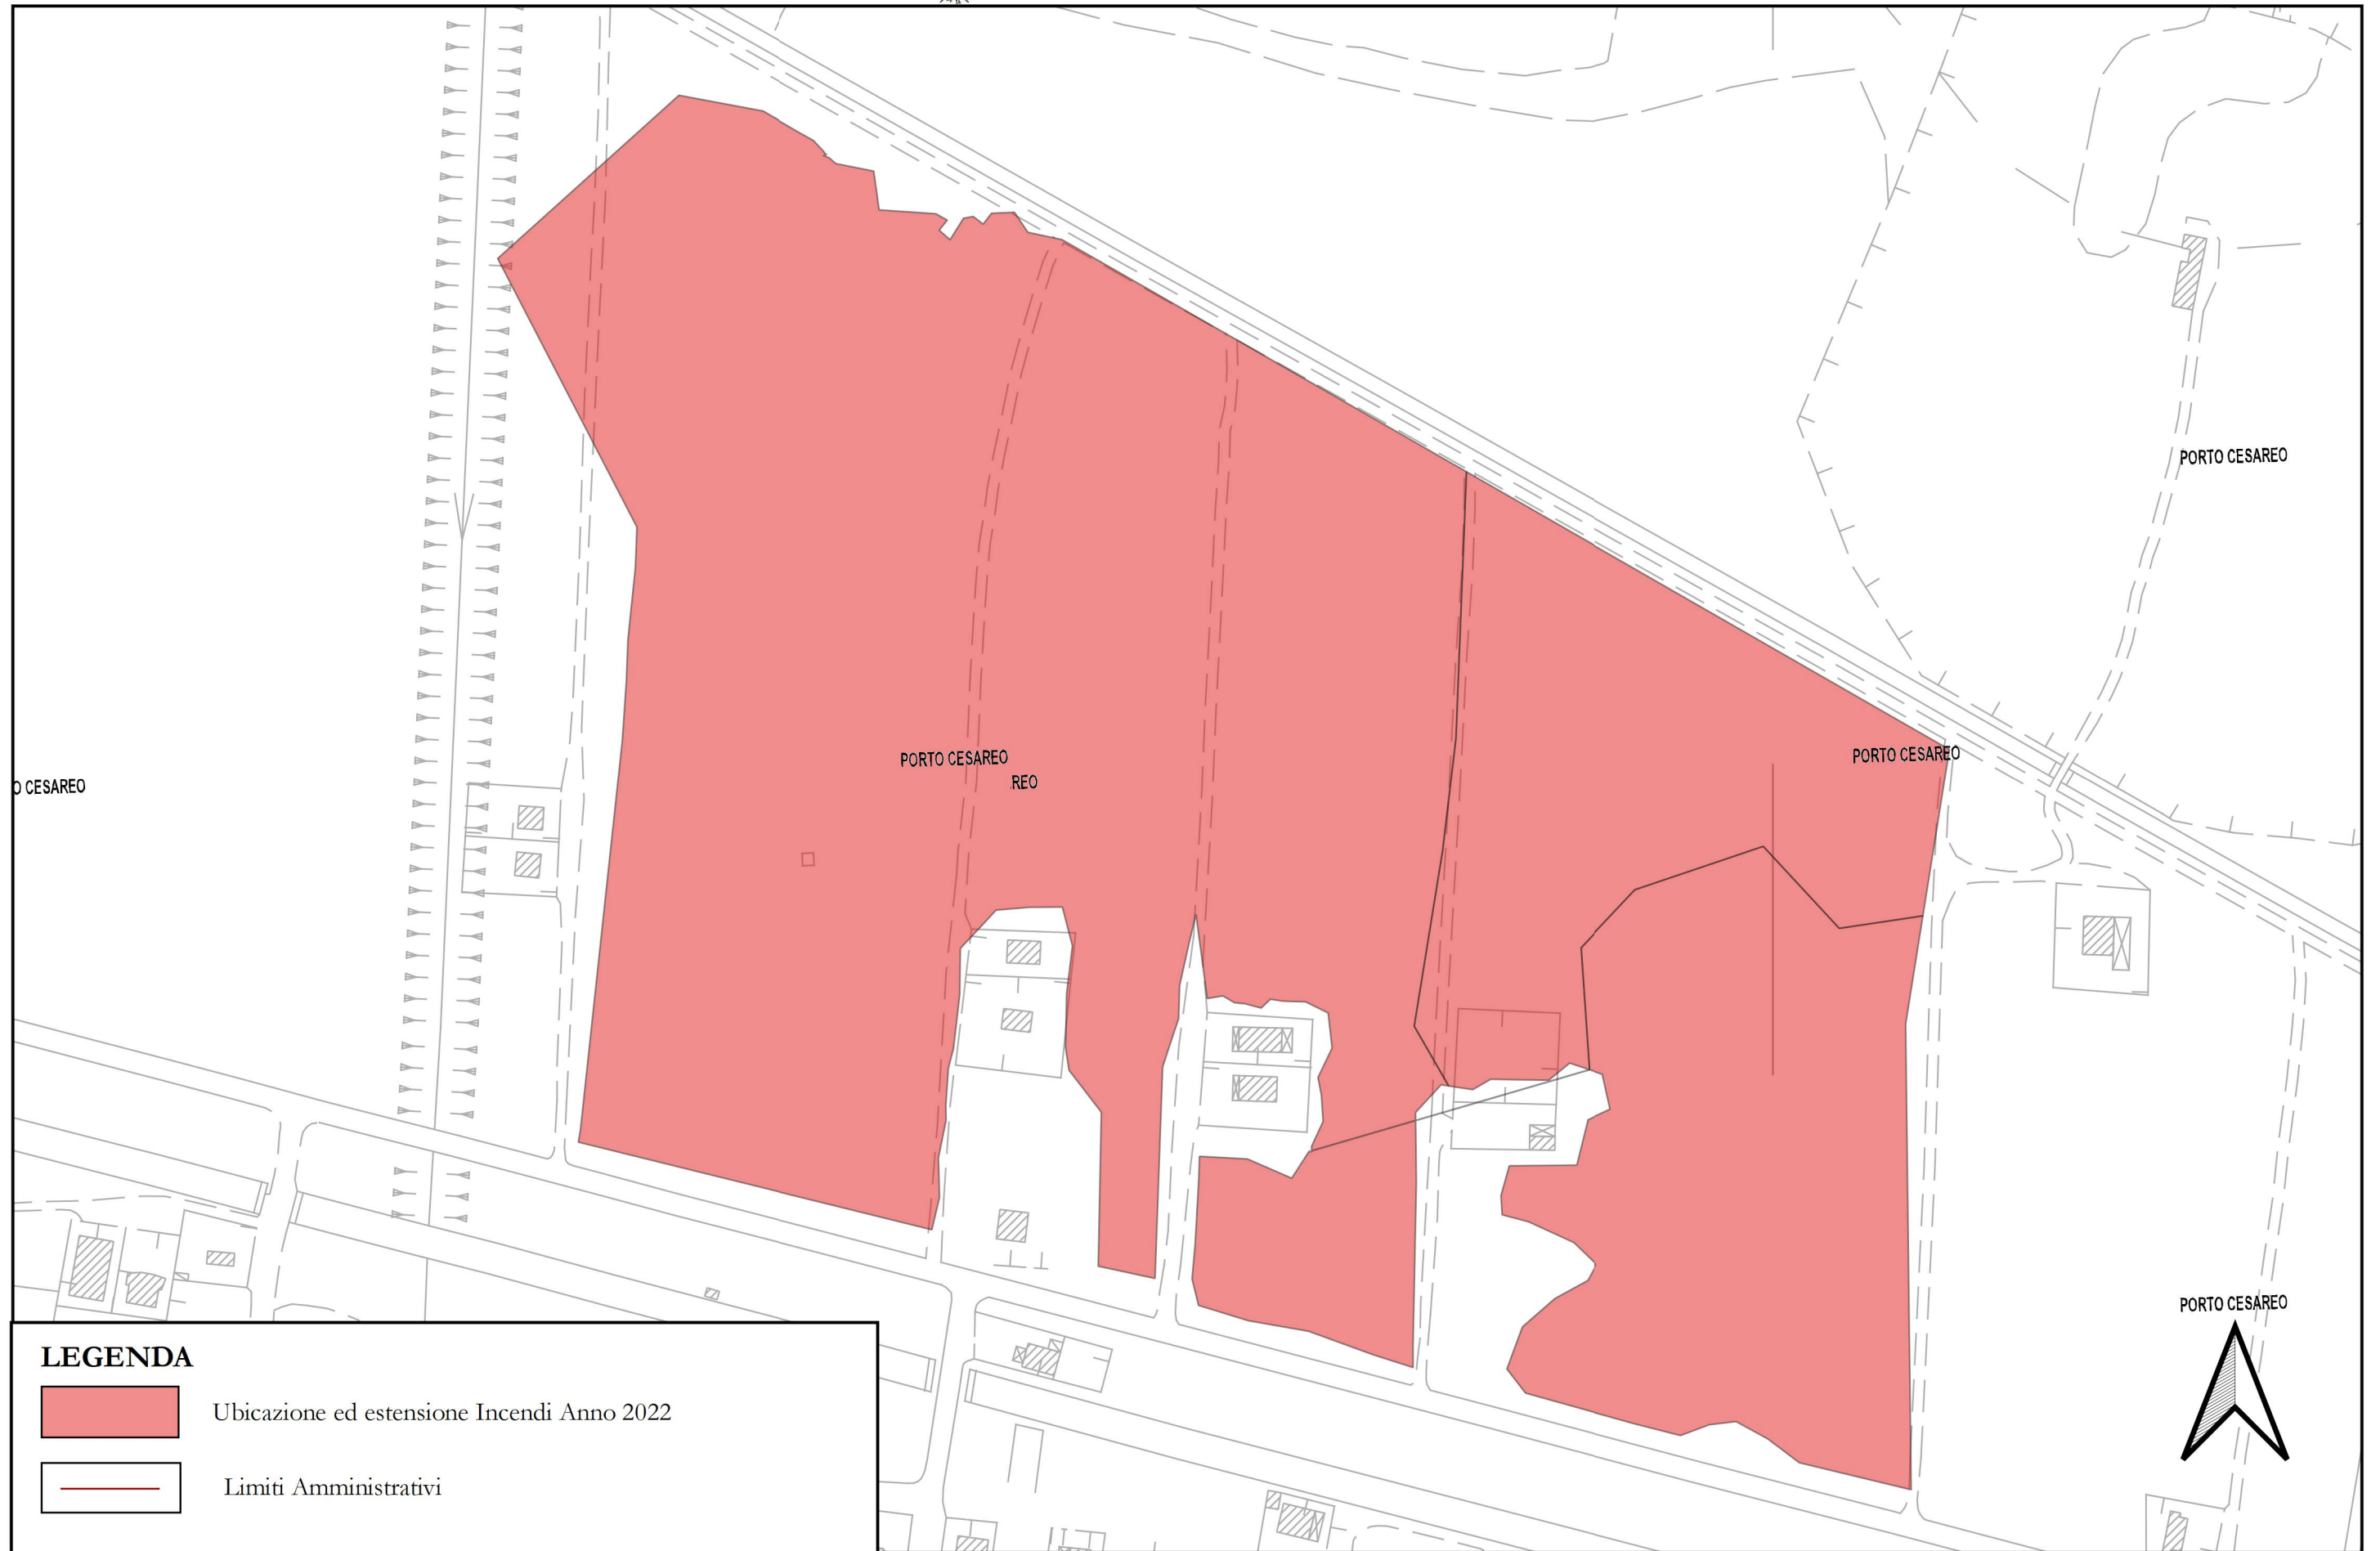 PORTO CESAREO
PORTO CESAREO
PORTO CESAREO
REO
O CESAREO
PORTO CESAREO
LEGENDA
Ubicazione ed estensione Incendi Anno 2022
Limiti Amministrativi